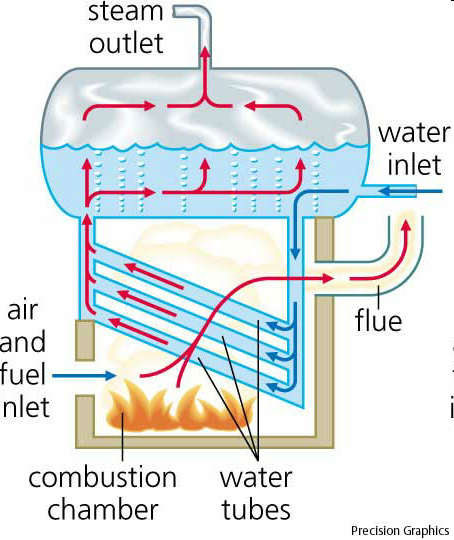 steam
outlet
water
inlet
flue
air
and
fuel
nlet
combustion
chamber
water
tubes
Precision Graphics